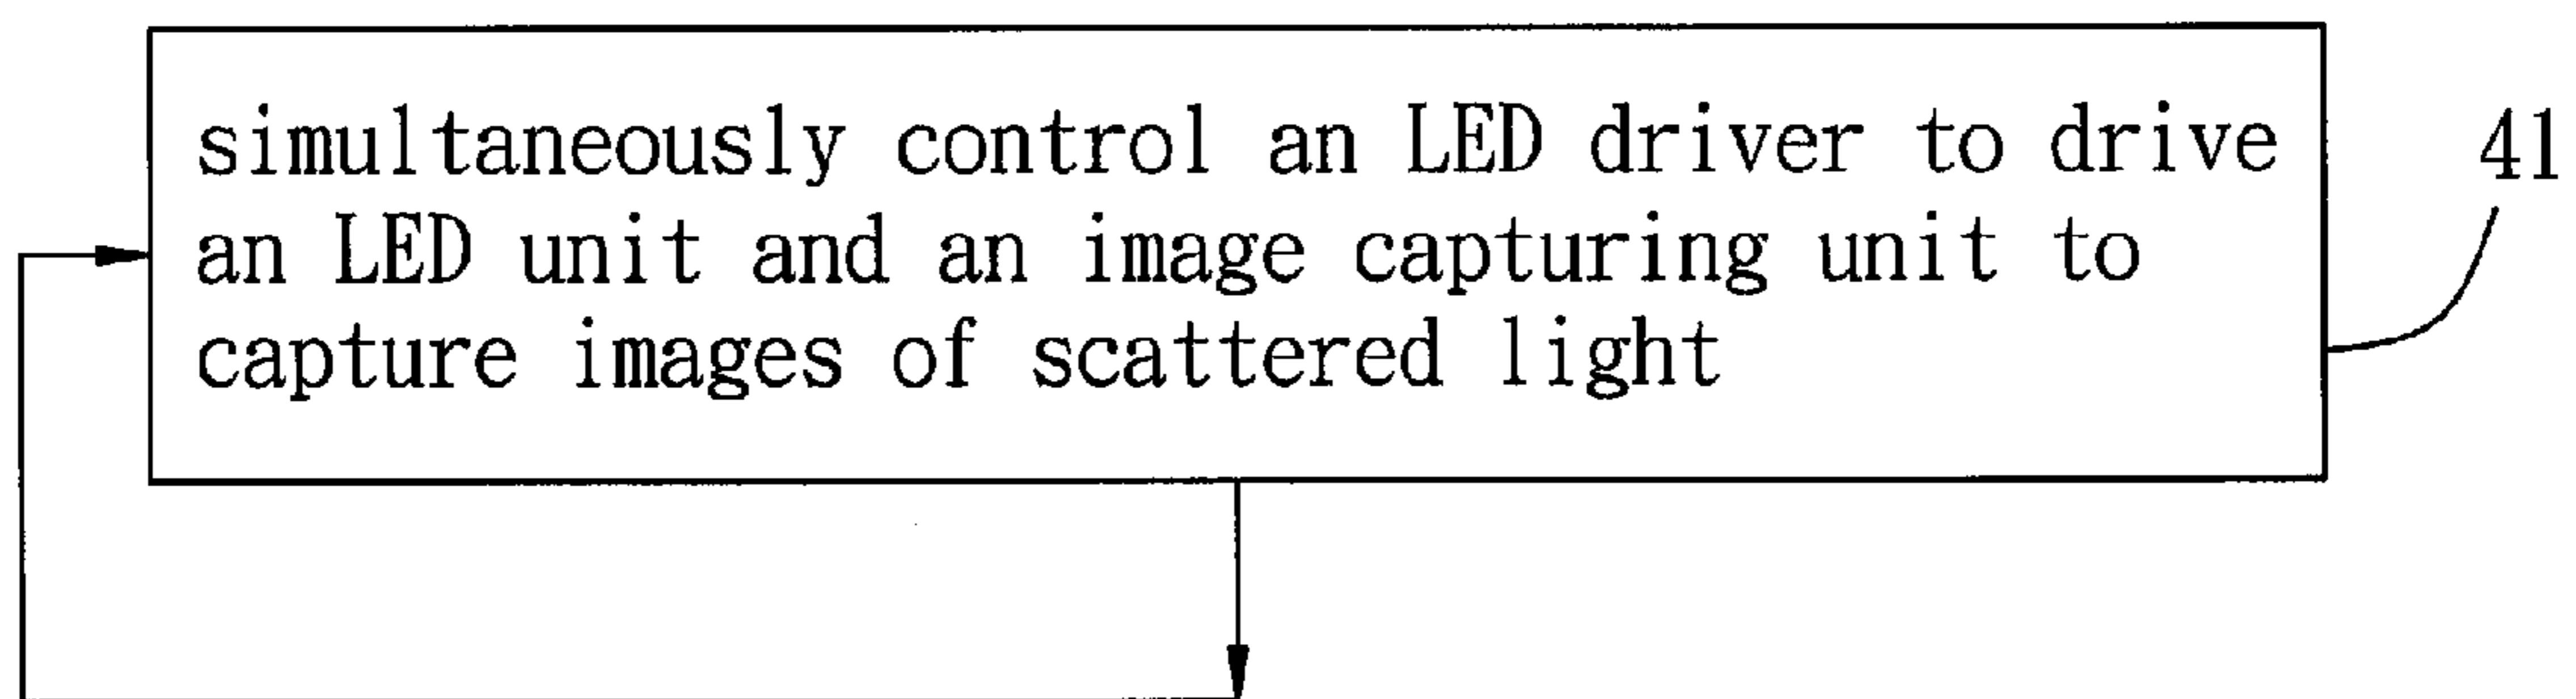 simultaneously control an LED driver to drive
an LED unit and an image capturing unit to
capture images of scattered light
41